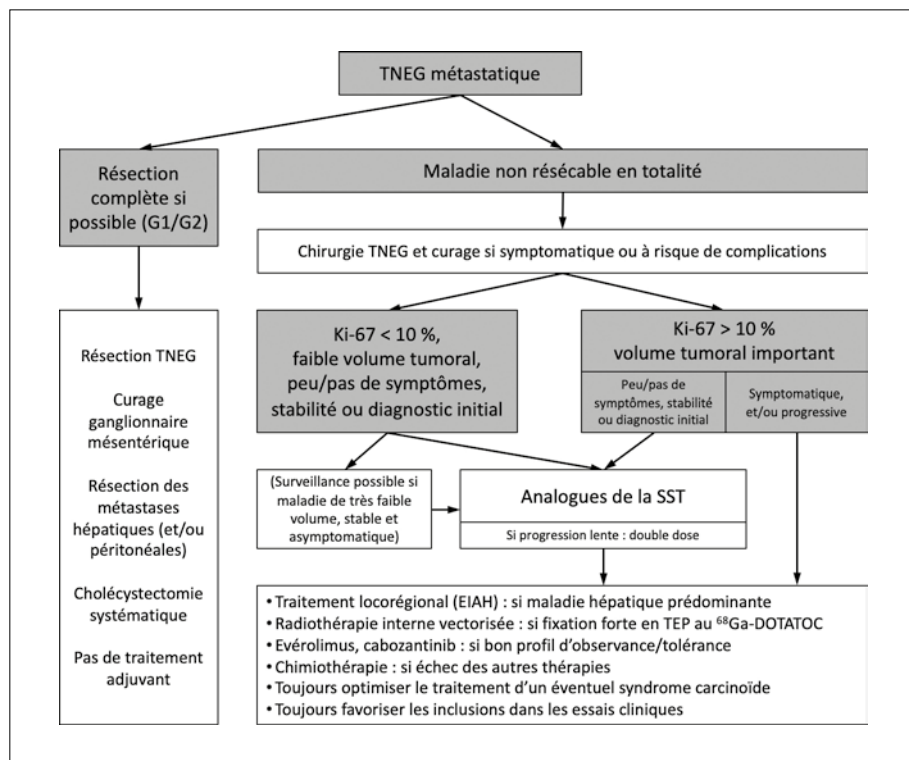 TNEG métastatique
Résection
complète si
possible (G1/G2)
Maladie non résécable en totalité
Chirurgie TNEG et curage si symptomatique ou à risque de complications
Résection TNEG
Curage
ganglionnaire
mésentérique
Résection des
métastases
hépatiques (et/ou
péritonéales)
Cholécystectomie
systématique
Pas de traitement
adjuvant
Ki-67 < 10 %,
faible volume tumoral,
peu/pas de symptômes,
stabilité ou diagnostic initial
Ki-67 > 10 %
volume tumoral important
Peu/pas de
symptômes, stabilité
ou diagnostic initial
Symptomatique,
et/ou progressive
(Surveillance possible si
maladie de très faible
volume, stable et
asymptomatique)
Analogues de la SST
Si progression lente : double dose
• Traitement locorégional (EIAH) : si maladie hépatique prédominante
• Radiothérapie interne vectorisée : si fixation forte en TEP au ⁶⁸Ga-DOTATOC
• Evérolimus, cabozantinib : si bon profil d'observance/tolérance
• Chimiothérapie : si échec des autres thérapies
• Toujours optimiser le traitement d'un éventuel syndrome carcinoïde
• Toujours favoriser les inclusions dans les essais cliniques